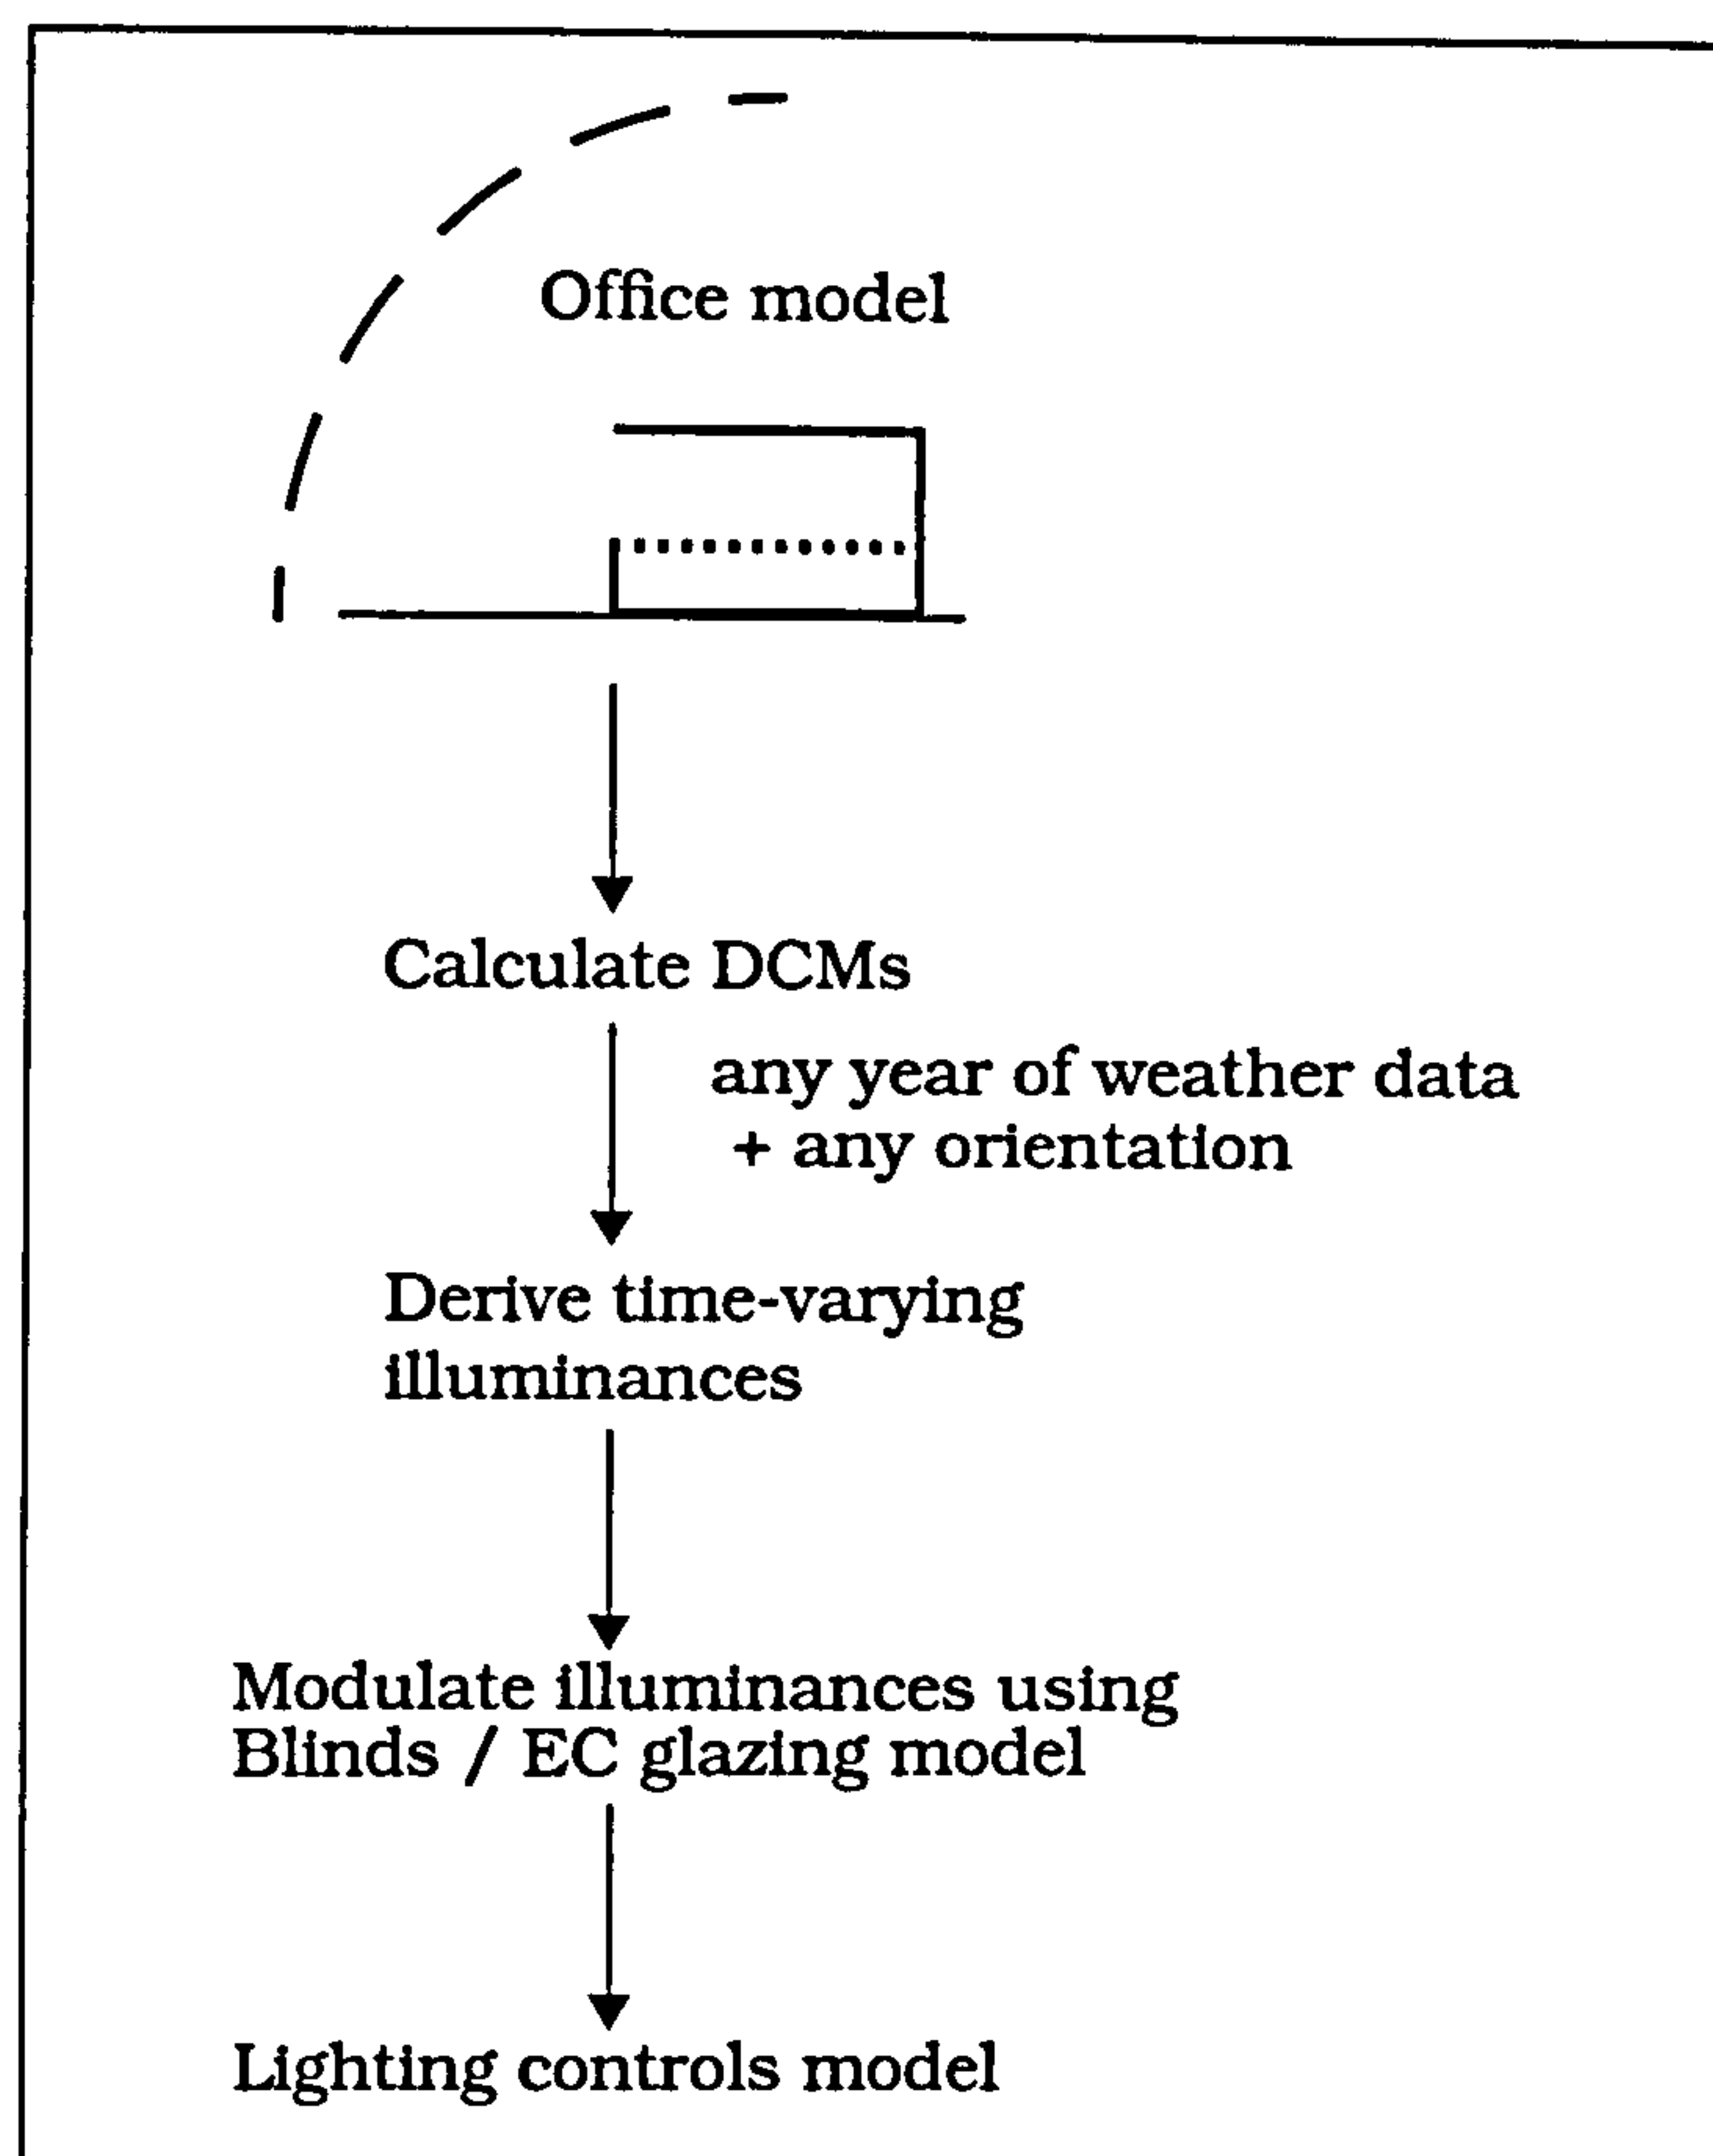 Office model
Calculate DCMs
any year of weather data
+ any orientation
Derive time-varying
illuminances
Modulate illuminances using
Blinds / EC glazing model
Lighting controls model